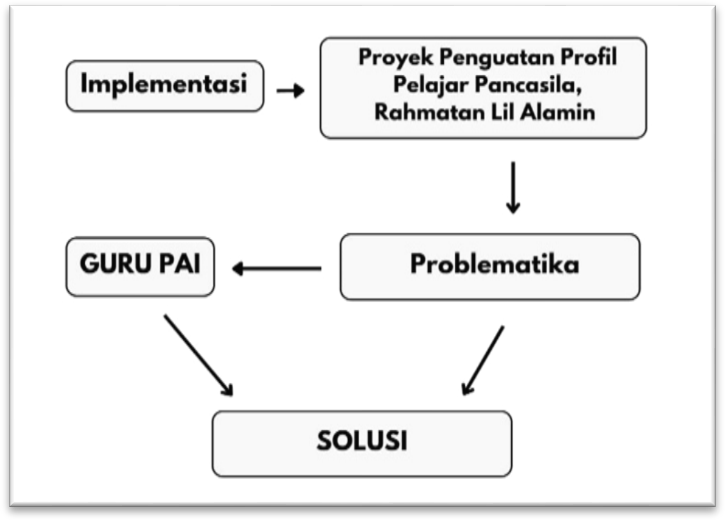 Implementasi
Proyek Penguatan Profil
Pelajar Pancasila,
Rahmatan Lil Alamin
GURU PAI
Problematika
SOLUSI